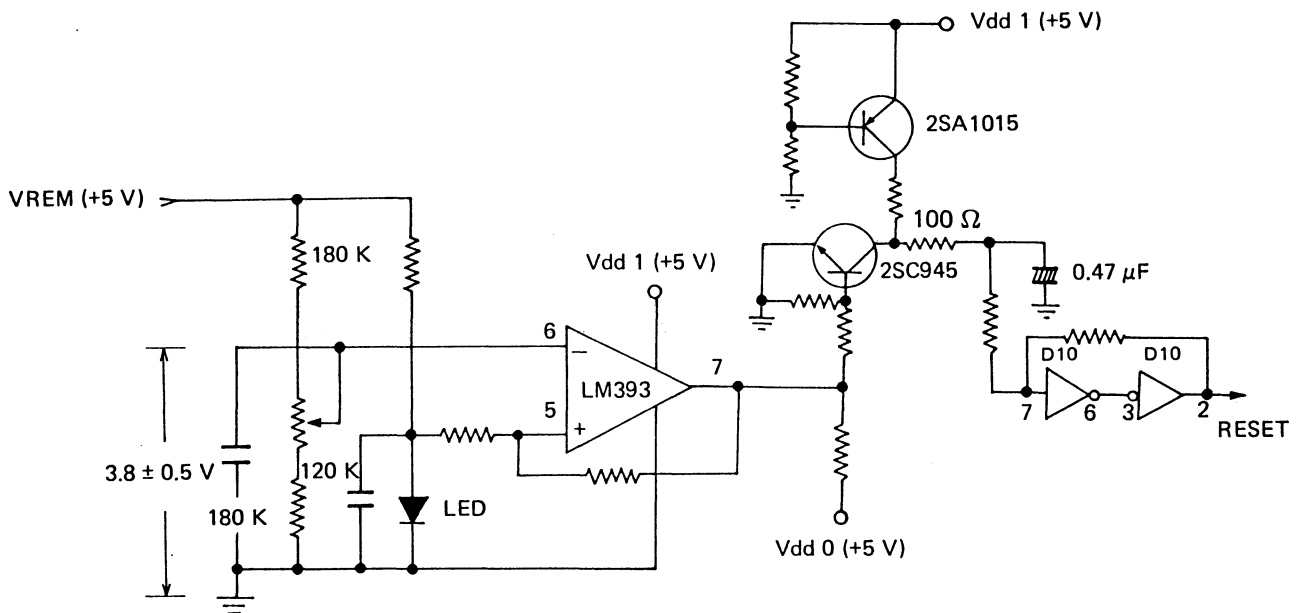 Vdd 1 (+5 V)
2SA1015
VREM (+5 V)
180 K
100 Ω
2SC945
Vdd 1 (+5 V)
0.47 µF
6
−
LM393
7
5
+
D10
D10
7
6
3
2
RESET
3.8 ± 0.5 V
120 K
180 K
LED
Vdd 0 (+5 V)